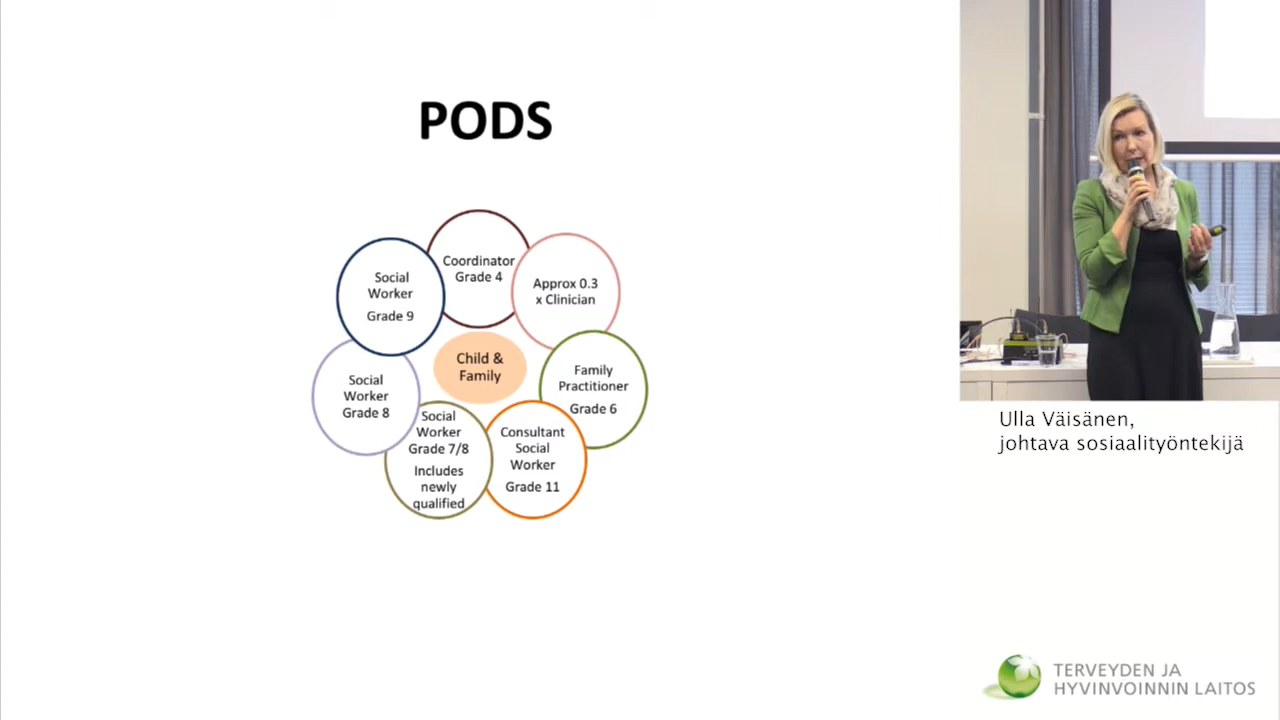 PODS
Coordinator
Grade 4
Approx 0.3
x Clinician
Family
Practitioner
Grade 6
Consultant
Social
Worker
Grade 11
Social
Worker
Grade 7/8
Includes
newly
qualified
Social
Worker
Grade 8
Social
Worker
Grade 9
Child &
Family
Ulla Väisänen,
johtava sosiaalityöntekijä
TERVEYDEN JA
HYVINVOINNIN LAITOS